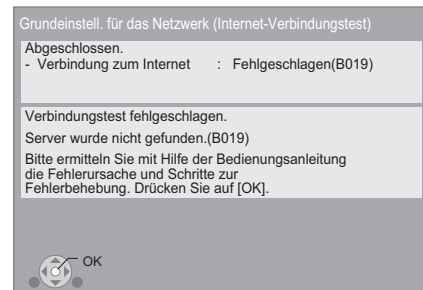 Grundeinstell. für das Netzwerk (Internet-Verbindungstest)
Abgeschlossen.
- Verbindung zum Internet : Fehlgeschlagen(B019)
Verbindungstest fehlgeschlagen.
Server wurde nicht gefunden.(B019)
Bitte ermitteln Sie mit Hilfe der Bedienungsanleitung
die Fehlerursache und Schritte zur
Fehlerbehebung. Drücken Sie auf [OK].
OK